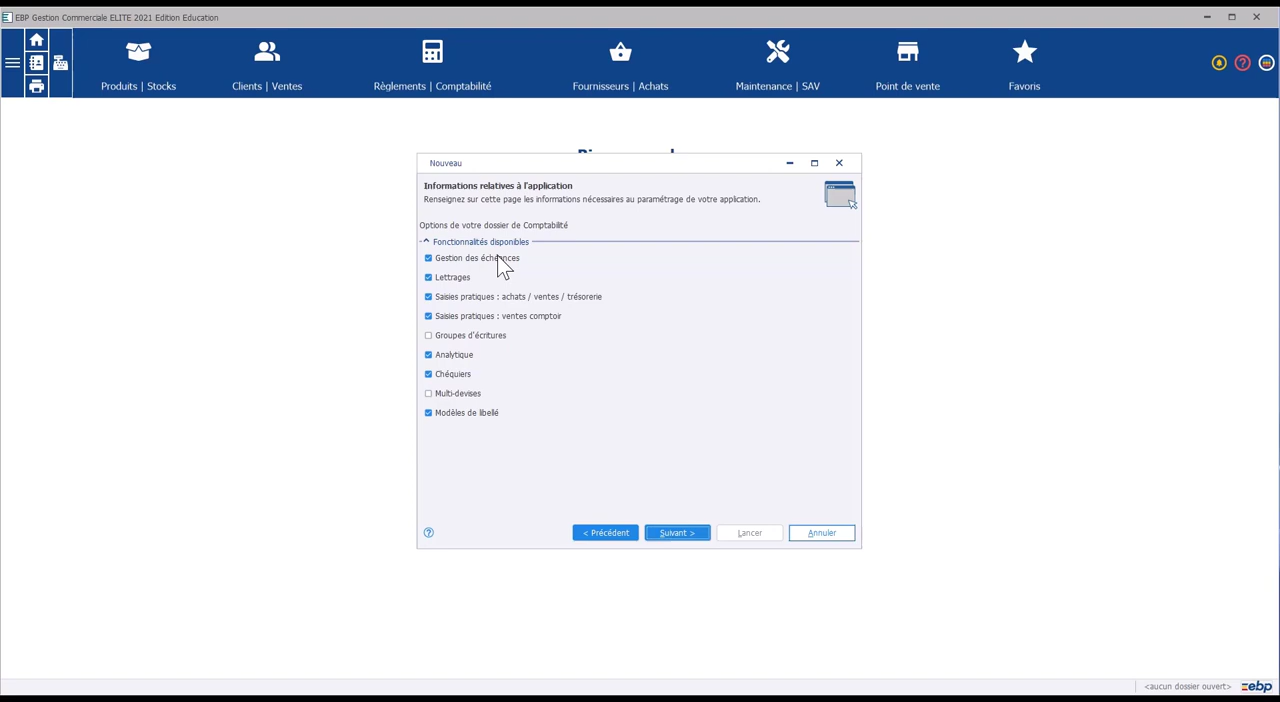 EBP Gestion Commerciale ELITE 2021 Edition Education
Produits | Stocks
Clients | Ventes
Règlements | Comptabilité
Fournisseurs | Achats
Maintenance | SAV
Point de vente
Favoris
Nouveau
Informations relatives à l'application
Renseignez sur cette page les informations nécessaires au paramétrage de votre application.
Options de votre dossier de Comptabilité
Fonctionnalités disponibles
Gestion des échéances
Lettrages
Saisies pratiques : achats / ventes / trésorerie
Saisies pratiques : ventes comptoir
Groupes d'écritures
Analytique
Chéquiers
Multi-devises
Modèles de libellé
< Précédent
Suivant >
Lancer
Annuler
<aucun dossier ouvert>
ebp